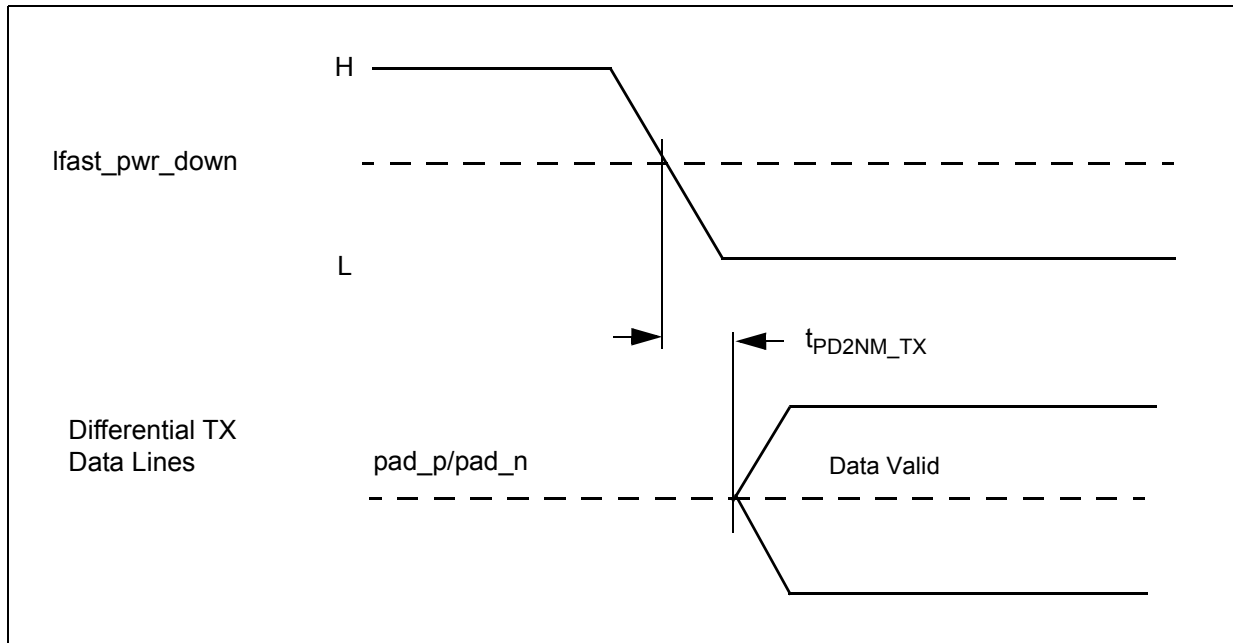 H
lfast_pwr_down
L
tPD2NM_TX
Differential TX
Data Lines
pad_p/pad_n
Data Valid